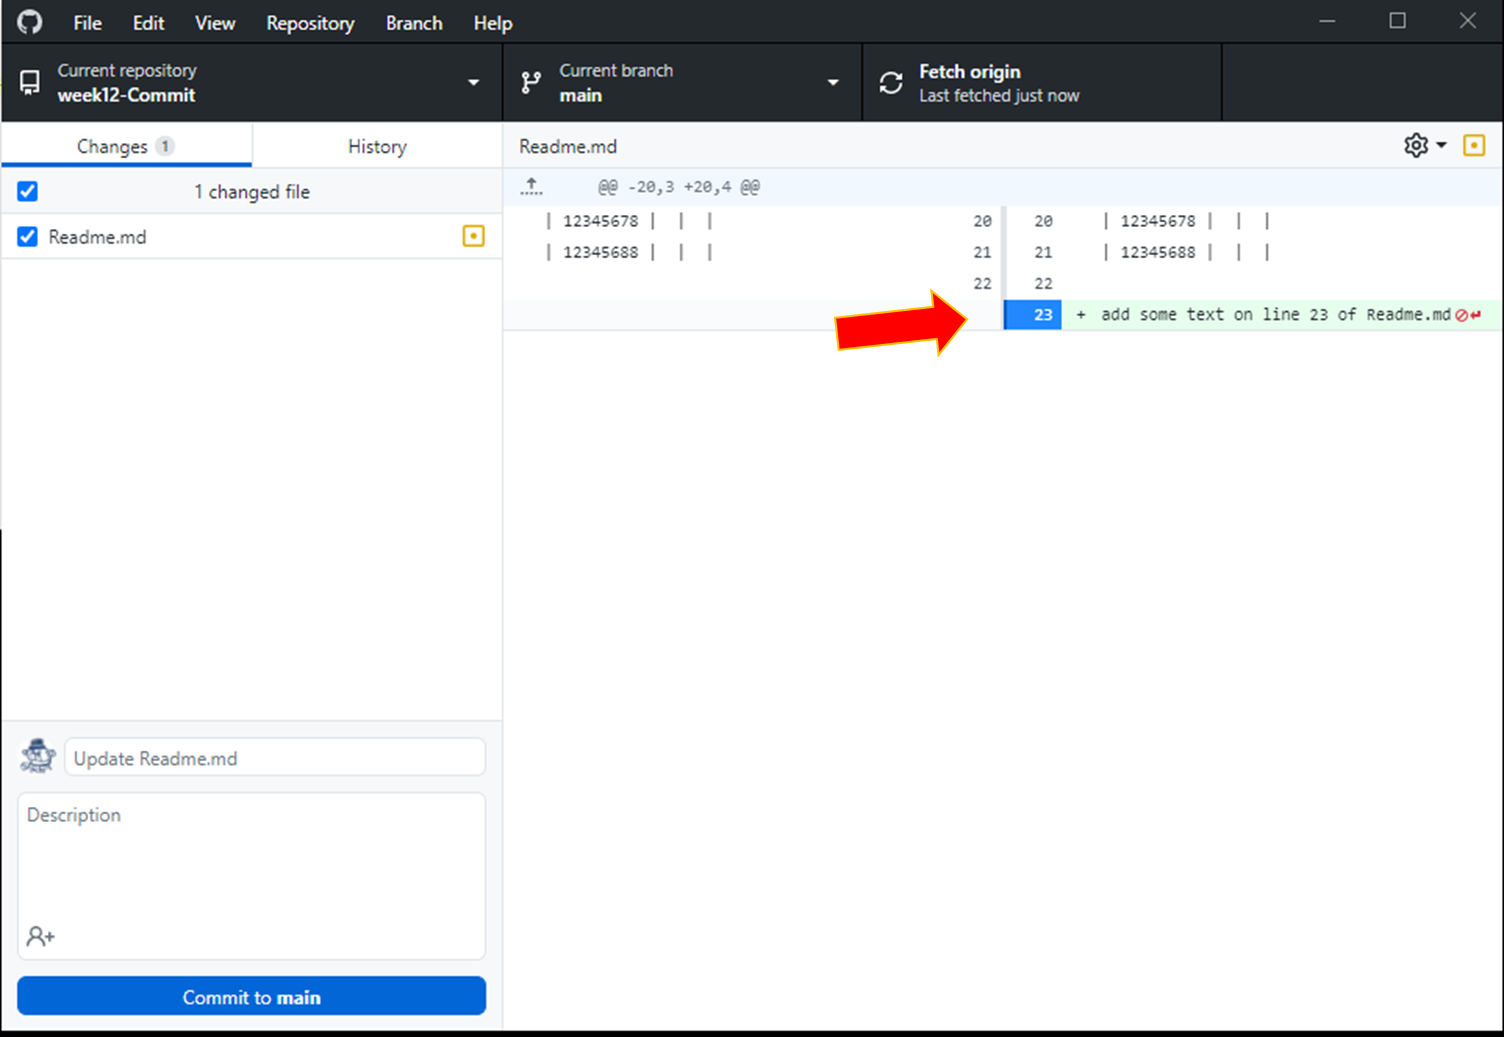 File Edit View Repository Branch Help
Current repository
week12-Commit
Current branch
main
Fetch origin
Last fetched just now
Changes 1
History
Readme.md
1 changed file
@@ -20,3 +20,4 @@
Readme.md
| 12345678 | | | 20 20 | 12345678 | | |
| 12345688 | | | 21 21 | 12345688 | | |
22 22
23 + add some text on line 23 of Readme.md
Update Readme.md
Description
Commit to main